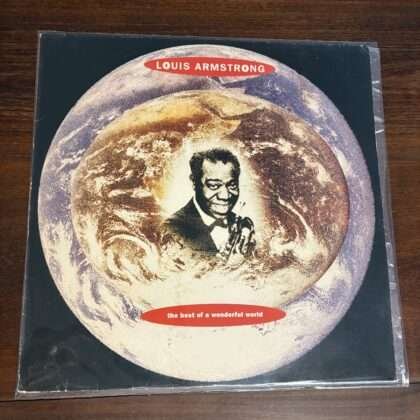 LOUIS ARMSTRONG
the best of a wonderful world